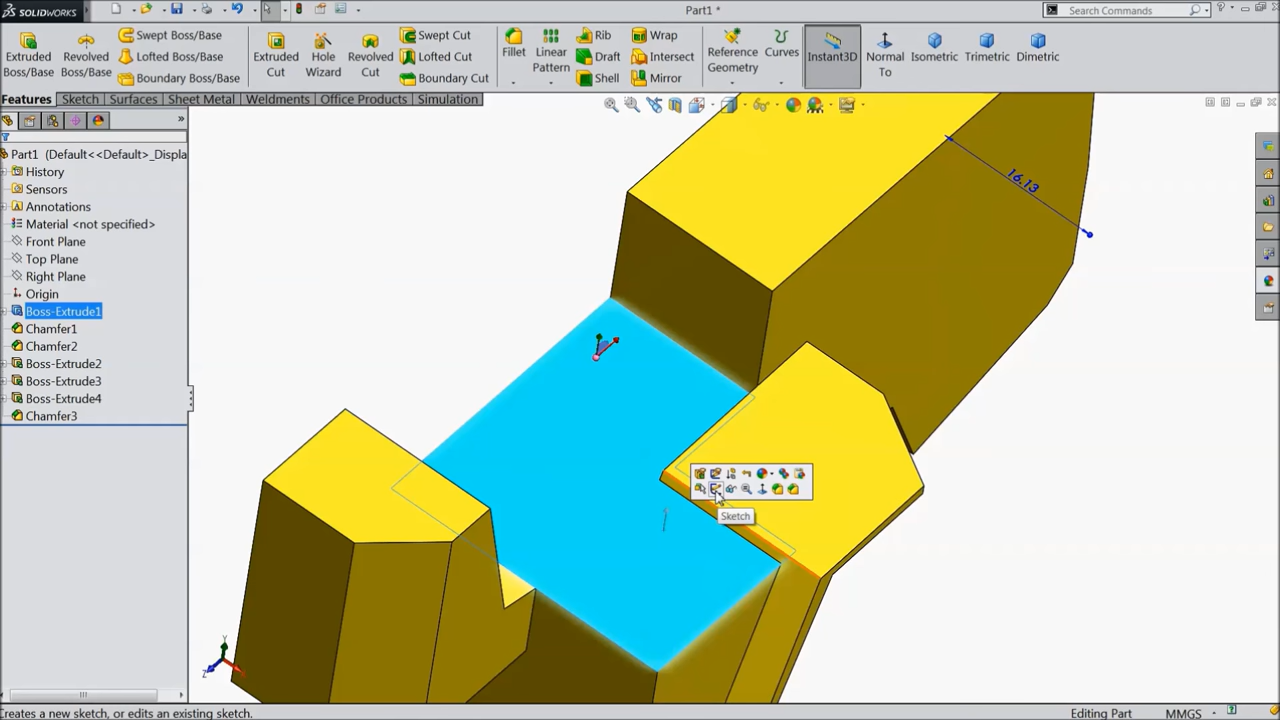 SOLIDWORKS
Part1 *
Search Commands
Extruded Boss/Base
Revolved Boss/Base
Swept Boss/Base
Lofted Boss/Base
Boundary Boss/Base
Extruded Cut
Hole Wizard
Revolved Cut
Swept Cut
Lofted Cut
Boundary Cut
Fillet
Linear Pattern
Rib
Draft
Shell
Wrap
Intersect
Mirror
Reference Geometry
Curves
Instant3D
Normal To
Isometric
Trimetric
Dimetric
Features
Sketch
Surfaces
Sheet Metal
Weldments
Office Products
Simulation
Part1 (Default<<Default>_Displa
History
Sensors
Annotations
Material <not specified>
Front Plane
Top Plane
Right Plane
Origin
Boss-Extrude1
Chamfer1
Chamfer2
Boss-Extrude2
Boss-Extrude3
Boss-Extrude4
Chamfer3
16.13
Sketch
Y
Z
Creates a new sketch, or edits an existing sketch.
Editing Part
MMGS